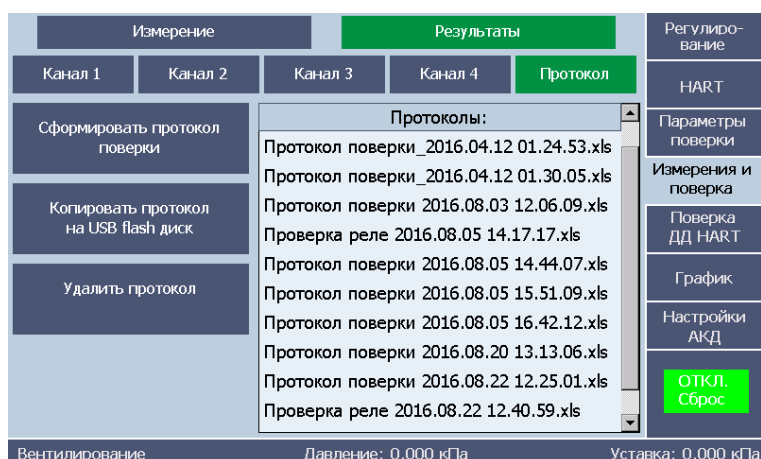 Измерение
Результаты
Канал 1
Канал 2
Канал 3
Канал 4
Протокол
Сформировать протокол
поверки
Копировать протокол
на USB flash диск
Удалить протокол
Протоколы:
Протокол поверки_2016.04.12 01.24.53.xls
Протокол поверки_2016.04.12 01.30.05.xls
Протокол поверки 2016.08.03 12.06.09.xls
Проверка реле 2016.08.05 14.17.17.xls
Протокол поверки 2016.08.05 14.44.07.xls
Протокол поверки 2016.08.05 15.51.09.xls
Протокол поверки 2016.08.05 16.42.12.xls
Протокол поверки 2016.08.20 13.13.06.xls
Протокол поверки 2016.08.22 12.25.01.xls
Проверка реле 2016.08.22 12.40.59.xls
Регулиро-
вание
HART
Параметры
поверки
Измерения и
поверка
Поверка
ДД HART
График
Настройки
АКД
ОТКЛ.
Сброс
Вентилирование
Давление: 0.000 кПа
Уставка: 0.000 кПа